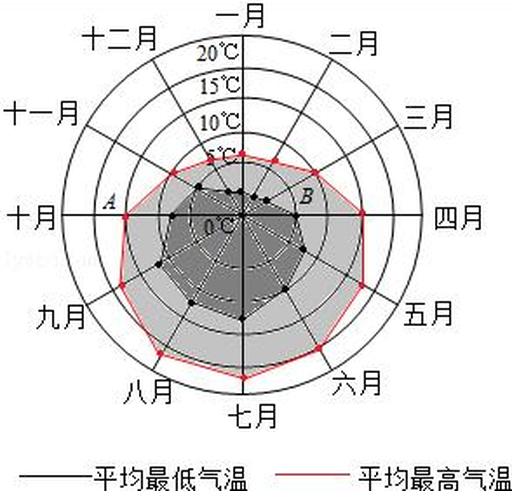 一月
十二月
二月
20℃
15℃
十一月
三月
10℃
5℃
A
B
十月
四月
0℃
九月
五月
八月
六月
七月
平均最低气温
平均最高气温